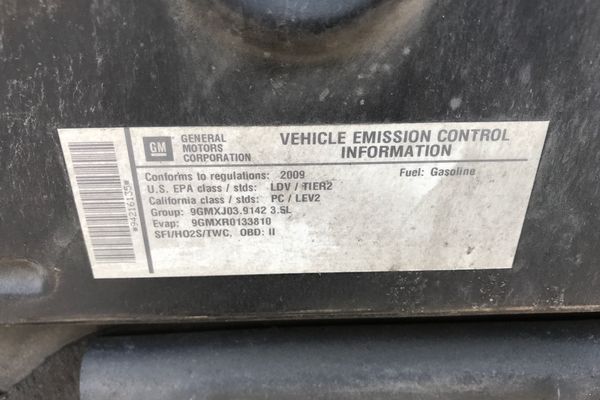 GM
GENERAL
MOTORS
CORPORATION
VEHICLE EMISSION CONTROL
INFORMATION
Conforms to regulations: 2009
Fuel: Gasoline
U.S. EPA class / stds: LDV / TIER2
California class / stds: PC / LEV2
Group: 9GMXJ03.9142 3.5L
Evap: 9GMXR0133810
SFI/HO2S/TWC, OBD: II
#94216135#